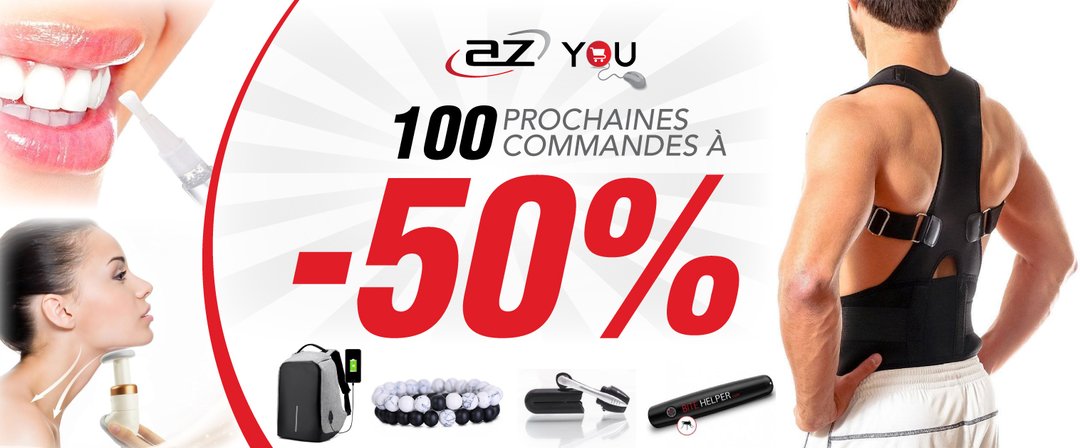 az YOU
100 PROCHAINES
COMMANDES À
-50%
BITE HELPER